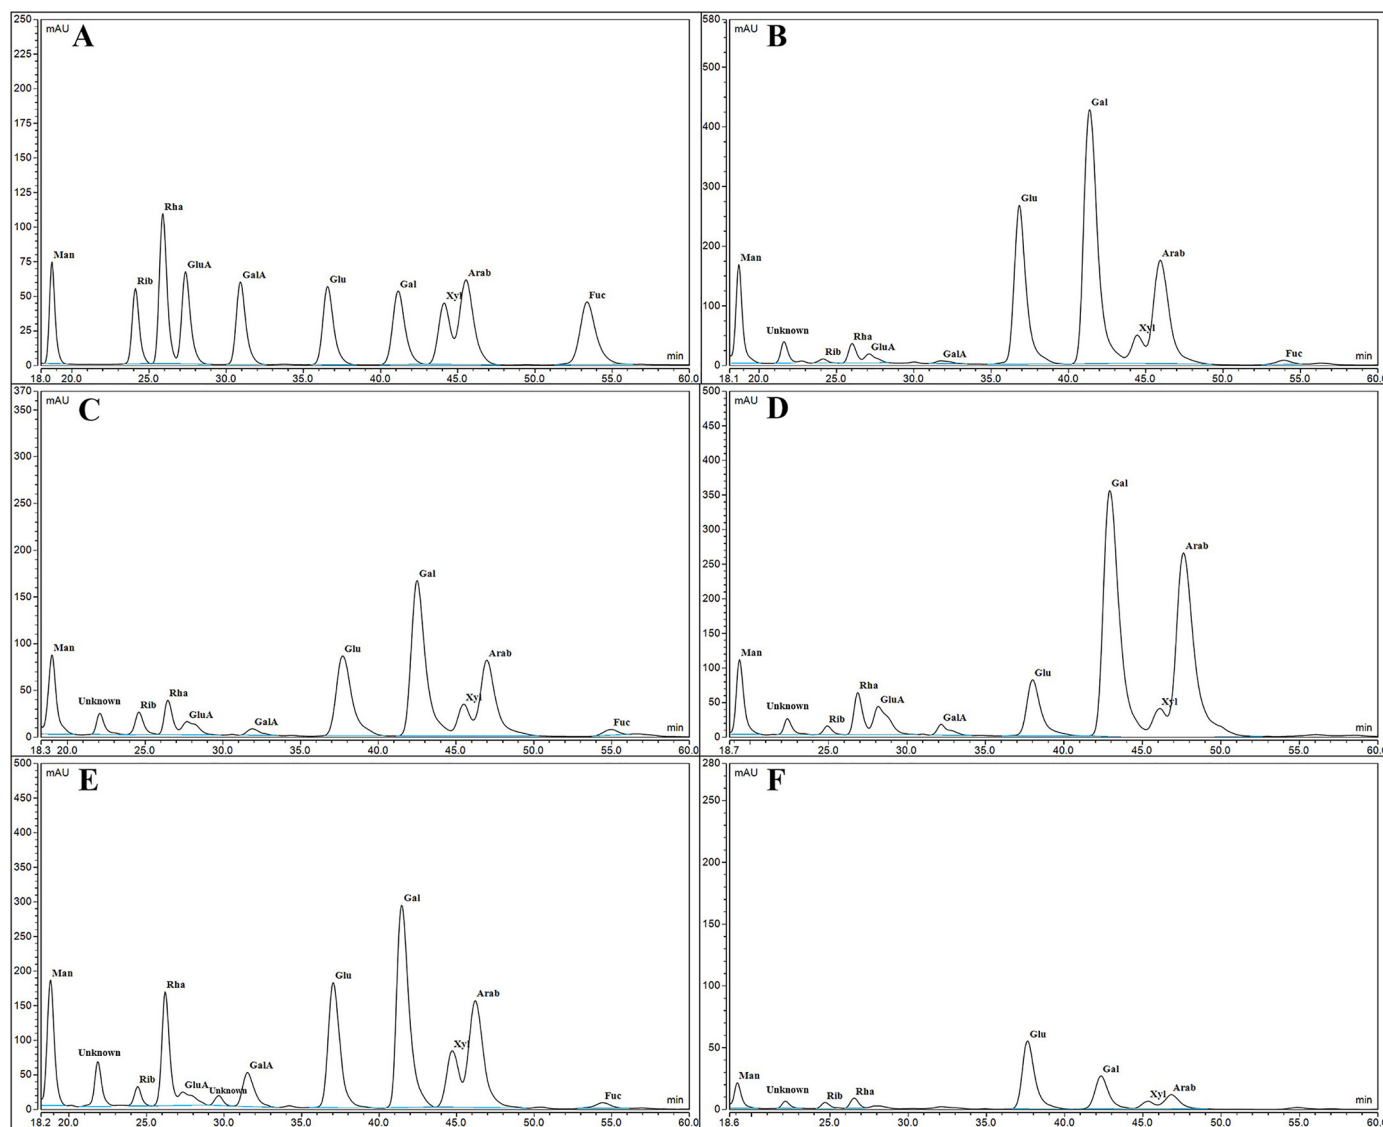 250
mAU
A
225
200
175
150
125
100
75
50
25
0
Man
Rib
Rha
GluA
GalA
Glu
Gal
Xyl
Arab
Fuc
min
18.0 20.0 25.0 30.0 35.0 40.0 45.0 50.0 55.0 60.0
580
mAU
B
500
400
300
200
100
0
Man
Unknown
Rib
Rha
GluA
GalA
Glu
Gal
Xyl
Arab
Fuc
min
18.1 20.0 25.0 30.0 35.0 40.0 45.0 50.0 55.0 60.0
370
mAU
C
350
300
250
200
150
100
50
0
Man
Unknown
Rib
Rha
GluA
GalA
Glu
Gal
Xyl
Arab
Fuc
min
18.3 20.0 25.0 30.0 35.0 40.0 45.0 50.0 55.0 60.0
500
mAU
D
450
400
350
300
250
200
150
100
50
0
Man
Unknown
Rib
Rha
GluA
GalA
Glu
Gal
Xyl
Arab
min
18.7 25.0 30.0 35.0 40.0 45.0 50.0 55.0 60.0
500
mAU
E
450
400
350
300
250
200
150
100
50
0
Man
Unknown
Rib
Rha
GluA
Unknown
GalA
Glu
Gal
Xyl
Arab
Fuc
min
18.2 20.0 25.0 30.0 35.0 40.0 45.0 50.0 55.0 60.0
280
mAU
F
250
200
150
100
50
0
Man
Unknown
Rib
Rha
Glu
Gal
Xyl
Arab
min
18.6 25.0 30.0 35.0 40.0 45.0 50.0 55.0 60.0